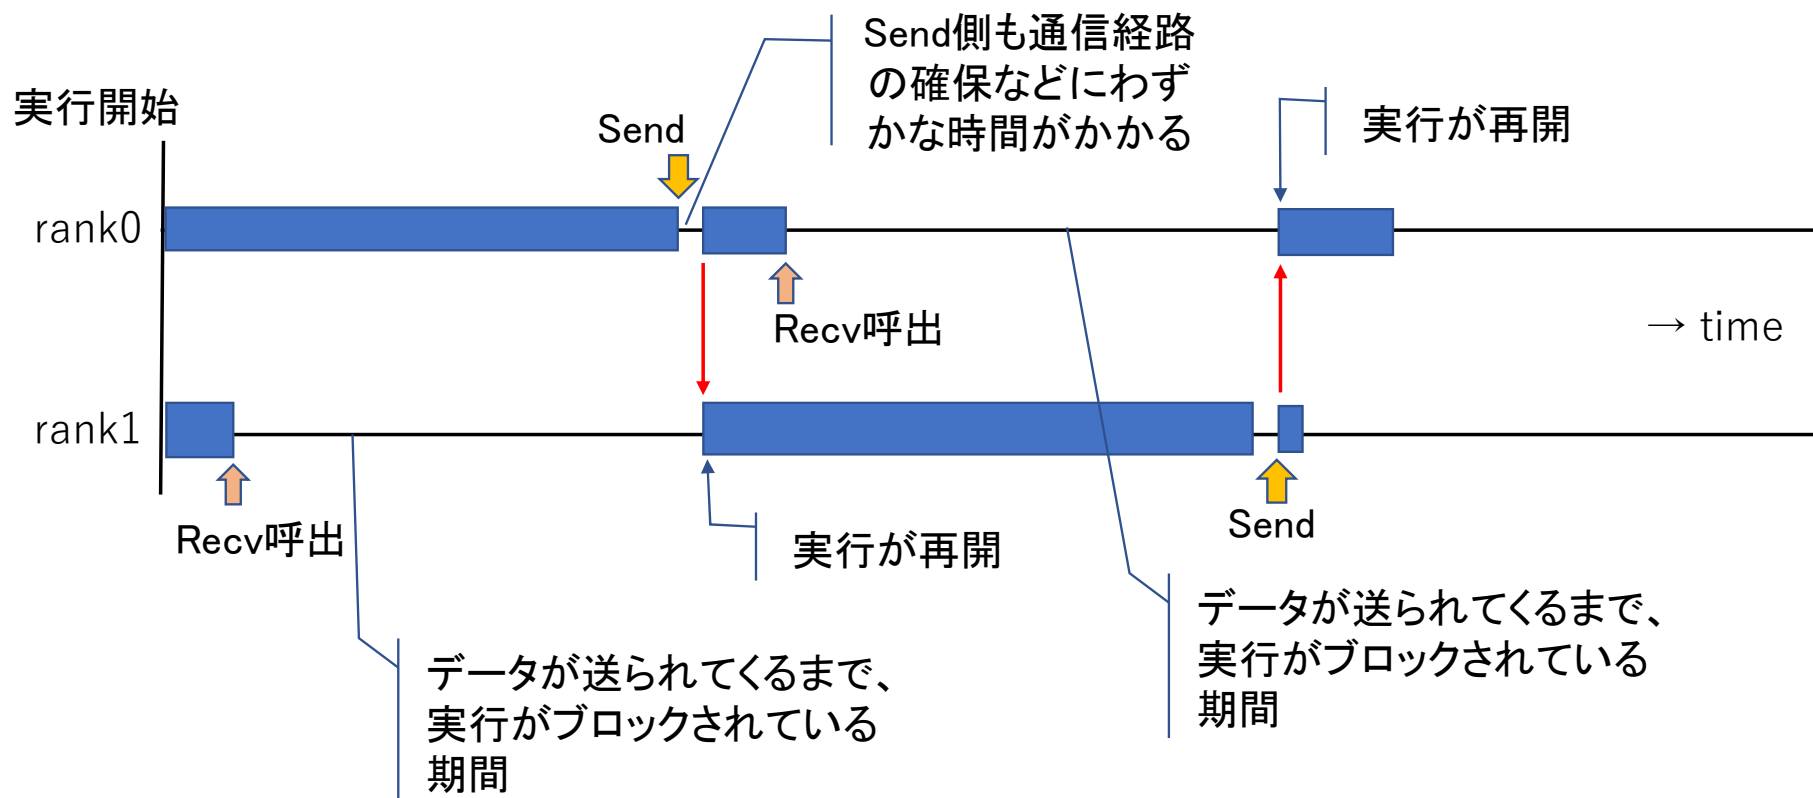 Send側も通信経路
の確保などにわず
かな時間がかかる
実行開始
Send
実行が再開
rank0
Recv呼出
→ time
rank1
Recv呼出
実行が再開
Send
データが送られてくるまで、
実行がブロックされている
期間
データが送られてくるまで、
実行がブロックされている
期間